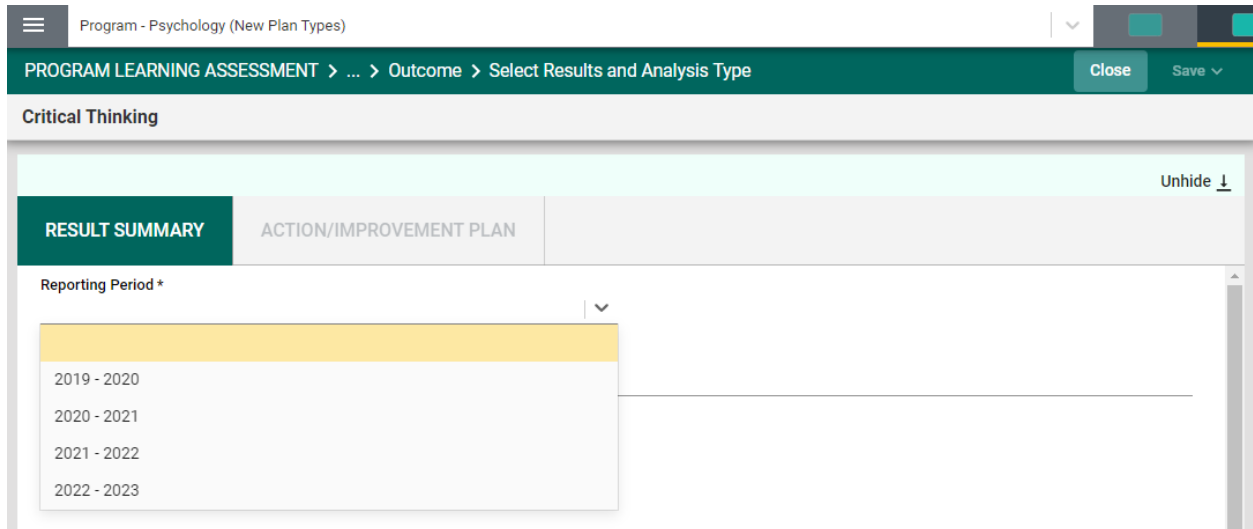 Program - Psychology (New Plan Types)
PROGRAM LEARNING ASSESSMENT > ... > Outcome > Select Results and Analysis Type
Close
Save
Critical Thinking
Unhide
RESULT SUMMARY
ACTION/IMPROVEMENT PLAN
Reporting Period *
2019 - 2020
2020 - 2021
2021 - 2022
2022 - 2023